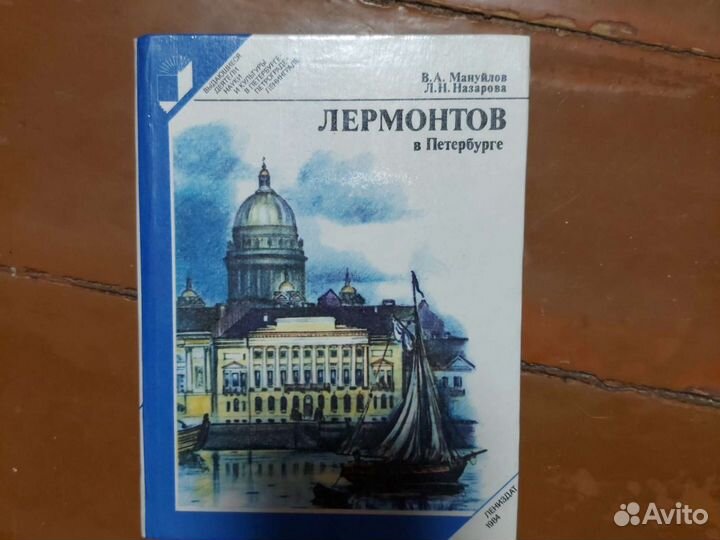 ВЫДАЮЩИЕСЯ
ДЕЯТЕЛИ
НАУКИ
И КУЛЬТУРЫ
В ПЕТЕРБУРГЕ-
ПЕТРОГРАДЕ-
ЛЕНИНГРАДЕ
В.А. Мануйлов
Л.Н. Назарова
ЛЕРМОНТОВ
в Петербурге
ЛЕНИЗДАТ
1984
Avito